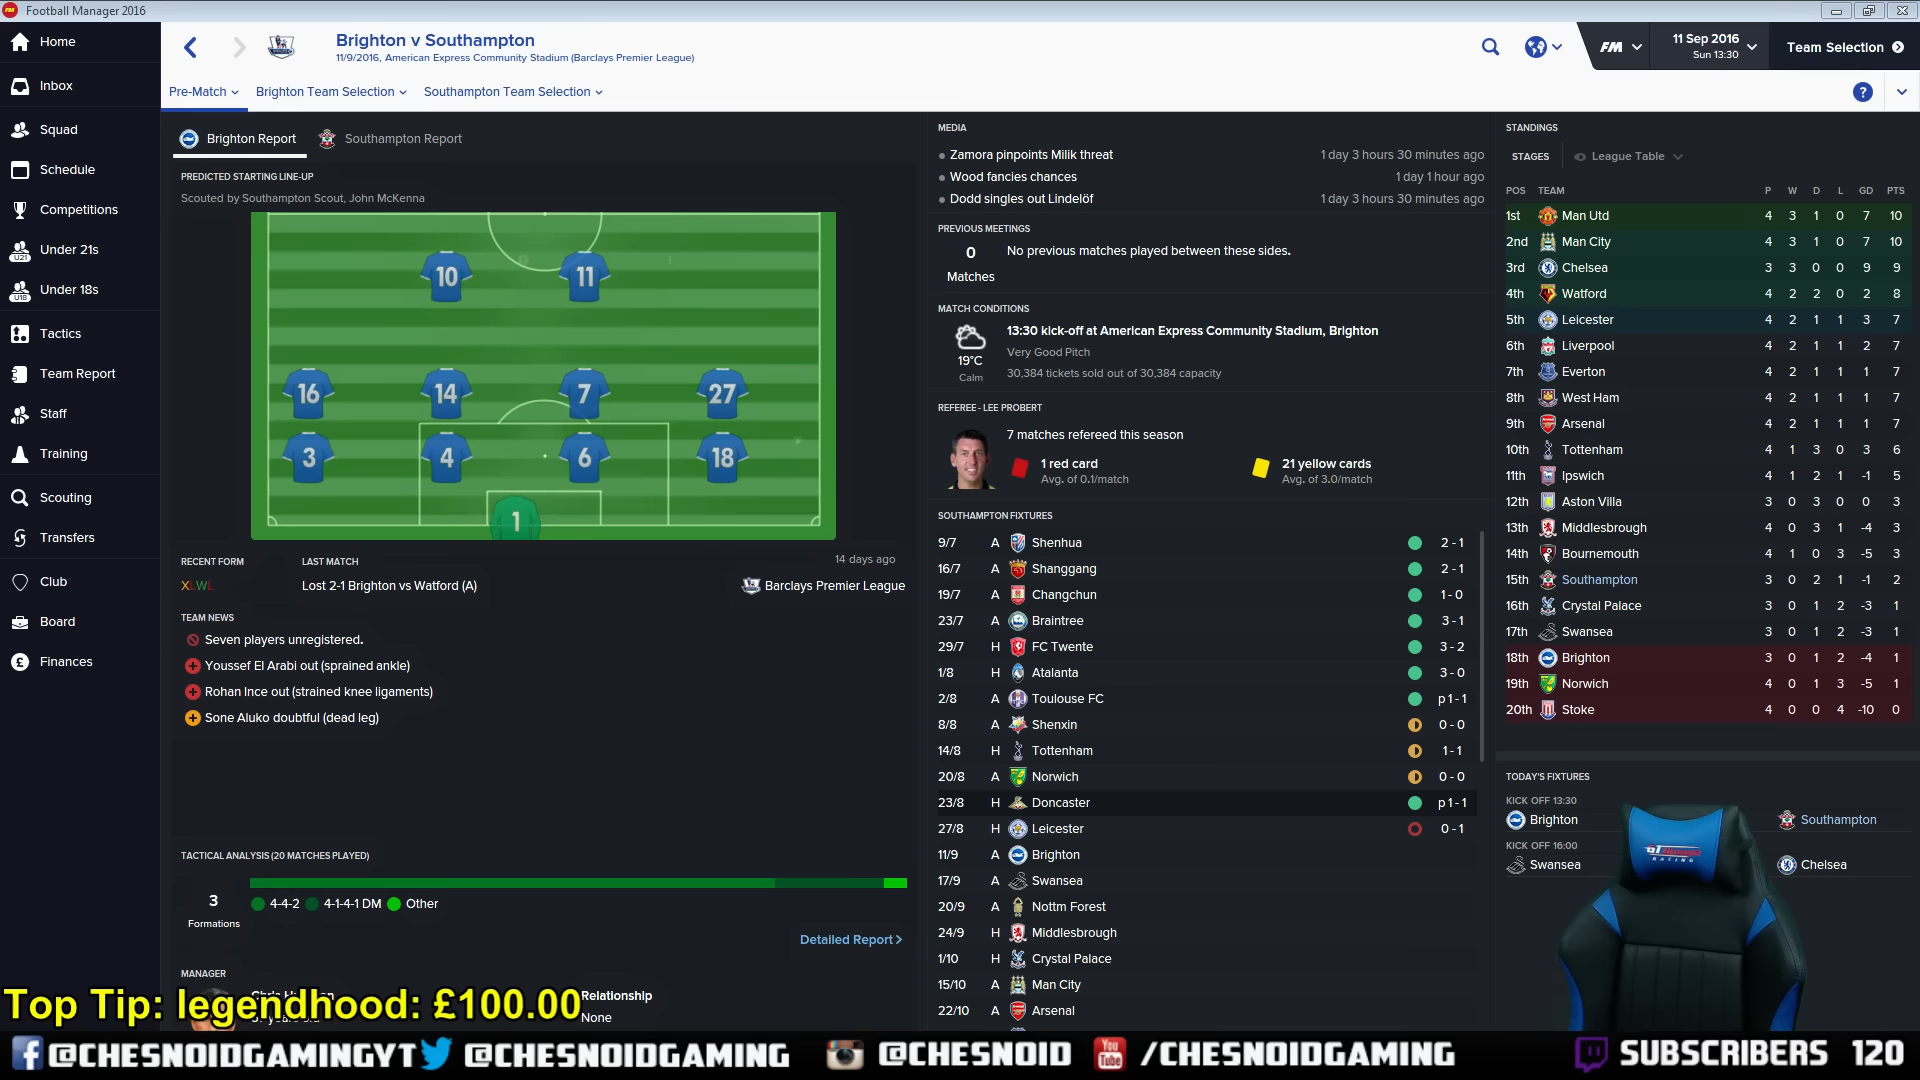 Football Manager 2016
Home
Inbox
Squad
Schedule
Competitions
Under 21s
Under 18s
Tactics
Team Report
Staff
Training
Scouting
Transfers
Club
Board
Finances
Brighton v Southampton
11/9/2016, American Express Community Stadium (Barclays Premier League)
FM
11 Sep 2016
Sun 13:30
Team Selection
Pre-Match
Brighton Team Selection
Southampton Team Selection
?
Brighton Report
Southampton Report
PREDICTED STARTING LINE-UP
Scouted by Southampton Scout, John McKenna
10 11
16 14 7 27
3 4 6 18
1
RECENT FORM
XLWL
LAST MATCH
14 days ago
Lost 2-1 Brighton vs Watford (A)
Barclays Premier League
TEAM NEWS
Seven players unregistered.
Youssef El Arabi out (sprained ankle)
Rohan Ince out (strained knee ligaments)
Sone Aluko doubtful (dead leg)
TACTICAL ANALYSIS (20 MATCHES PLAYED)
3
Formations
4-4-2 4-1-4-1 DM Other
Detailed Report >
MANAGER
Relationship
None
MEDIA
Zamora pinpoints Milik threat 1 day 3 hours 30 minutes ago
Wood fancies chances 1 day 1 hour ago
Dodd singles out Lindelöf 1 day 3 hours 30 minutes ago
PREVIOUS MEETINGS
0
Matches
No previous matches played between these sides.
MATCH CONDITIONS
19°C
Calm
13:30 kick-off at American Express Community Stadium, Brighton
Very Good Pitch
30,384 tickets sold out of 30,384 capacity
REFEREE - LEE PROBERT
7 matches refereed this season
1 red card
Avg. of 0.1/match
21 yellow cards
Avg. of 3.0/match
SOUTHAMPTON FIXTURES
9/7 A Shenhua 2 - 1
16/7 A Shanggang 2 - 1
19/7 A Changchun 1 - 0
23/7 A Braintree 3 - 1
29/7 H FC Twente 3 - 2
1/8 H Atalanta 3 - 0
2/8 A Toulouse FC p 1 - 1
8/8 A Shenxin 0 - 0
14/8 H Tottenham 1 - 1
20/8 A Norwich 0 - 0
23/8 H Doncaster p 1 - 1
27/8 H Leicester 0 - 1
11/9 A Brighton
17/9 A Swansea
20/9 A Nottm Forest
24/9 H Middlesbrough
1/10 H Crystal Palace
15/10 A Man City
22/10 A Arsenal
STANDINGS
STAGES League Table
POS TEAM P W D L GD PTS
1st Man Utd 4 3 1 0 7 10
2nd Man City 4 3 1 0 7 10
3rd Chelsea 3 3 0 0 9 9
4th Watford 4 2 2 0 2 8
5th Leicester 4 2 1 1 3 7
6th Liverpool 4 2 1 1 2 7
7th Everton 4 2 1 1 1 7
8th West Ham 4 2 1 1 1 7
9th Arsenal 4 2 1 1 1 7
10th Tottenham 4 1 3 0 3 6
11th Ipswich 4 1 2 1 -1 5
12th Aston Villa 3 0 3 0 0 3
13th Middlesbrough 4 0 3 1 -4 3
14th Bournemouth 4 1 0 3 -5 3
15th Southampton 3 0 2 1 -1 2
16th Crystal Palace 3 0 1 2 -3 1
17th Swansea 3 0 1 2 -3 1
18th Brighton 3 0 1 2 -4 1
19th Norwich 4 0 1 3 -5 1
20th Stoke 4 0 0 4 -10 0
TODAY'S FIXTURES
KICK OFF 13:30
Brighton Southampton
KICK OFF 16:00
Swansea Chelsea
RACING
Top Tip: legendhood: £100.00
@CHESNOIDGAMINGYT @CHESNOIDGAMING @CHESNOID You Tube /CHESNOIDGAMING SUBSCRIBERS 120